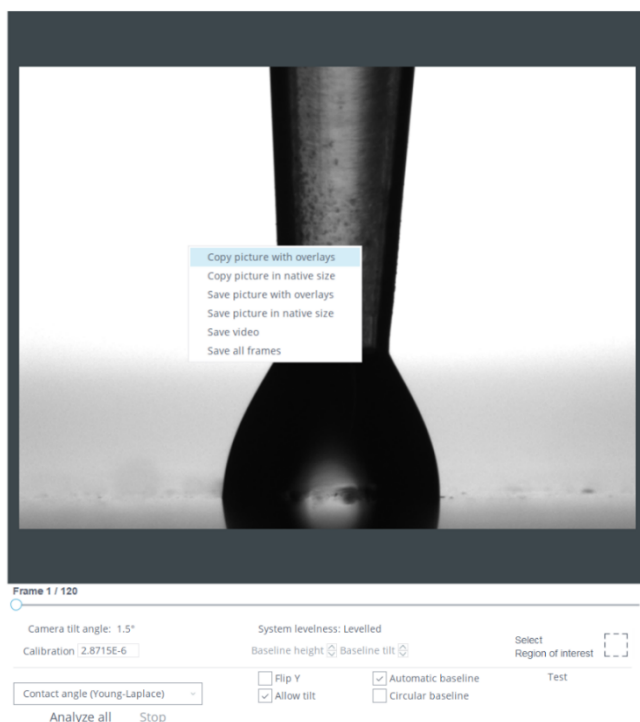 Copy picture with overlays
Copy picture in native size
Save picture with overlays
Save picture in native size
Save video
Save all frames
Frame 1 / 120
Camera tilt angle: 1.5°
System levelness: Levelled
Calibration 2.8715E-6
Baseline height Baseline tilt
Select
Region of interest
Flip Y
Automatic baseline
Test
Contact angle (Young-Laplace)
Allow tilt
Circular baseline
Analyze all Stop